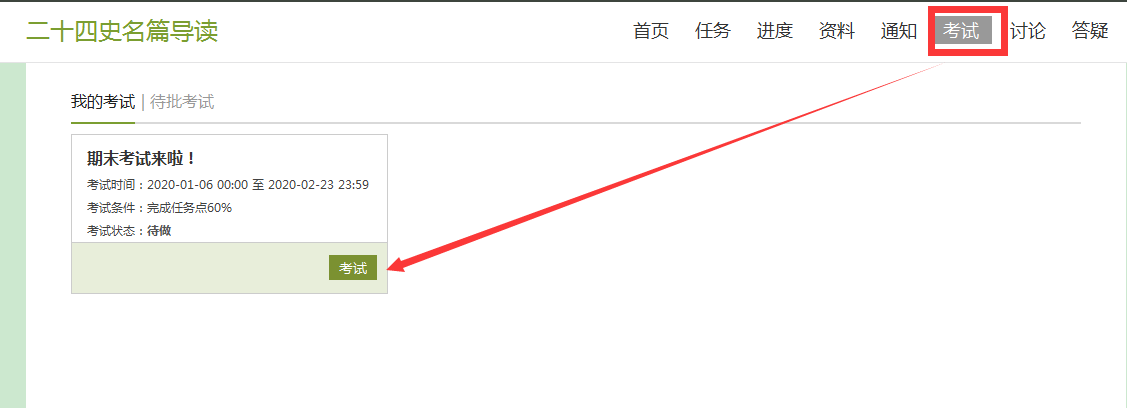 二十四史名篇导读
首页 任务 进度 资料 通知 考试 讨论 答疑
我的考试 | 待批考试
期末考试来啦！
考试时间：2020-01-06 00:00 至 2020-02-23 23:59
考试条件：完成任务点60%
考试状态：待做
考试